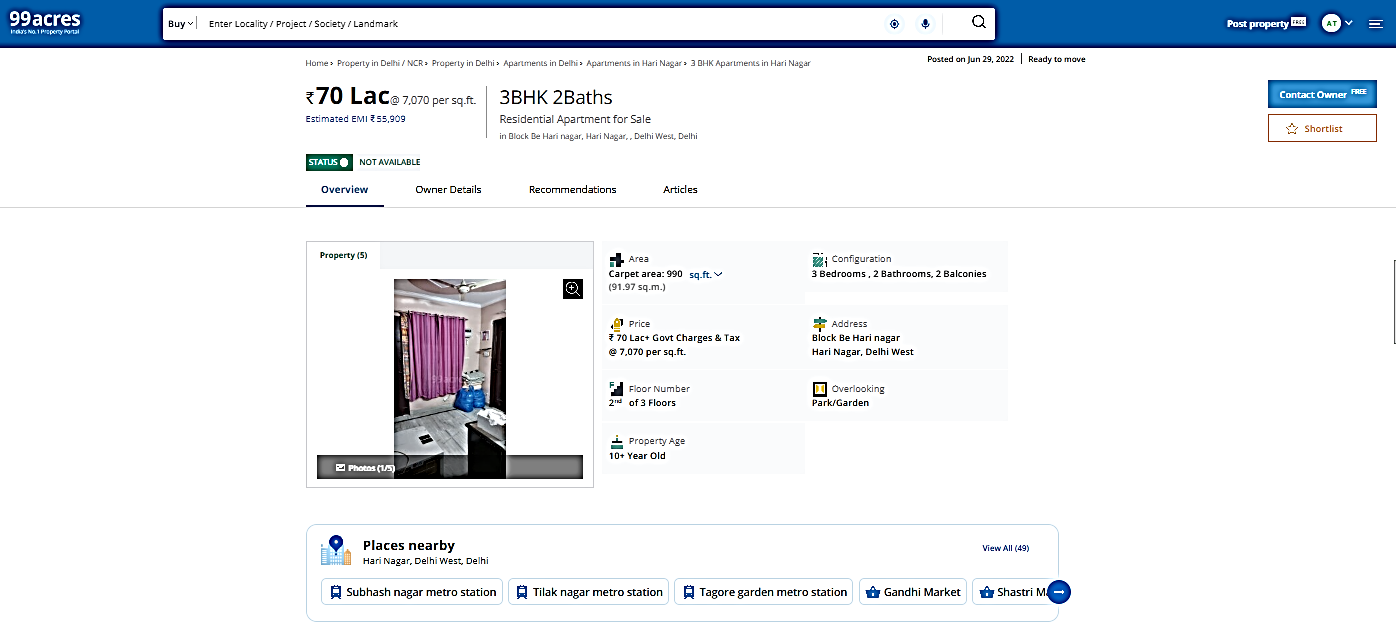 99acres
India's No.1 Property Portal
Buy
Enter Locality / Project / Society / Landmark
Post property FREE
AT
Home › Property in Delhi / NCR › Property in Delhi › Apartments in Delhi › Apartments in Hari Nagar › 3 BHK Apartments in Hari Nagar
Posted on Jun 29, 2022 | Ready to move
₹70 Lac @ 7,070 per sq.ft.
Estimated EMI ₹ 55,909
3BHK 2Baths
Residential Apartment for Sale
in Block Be Hari nagar, Hari Nagar, , Delhi West, Delhi
Contact Owner FREE
Shortlist
STATUS NOT AVAILABLE
Overview Owner Details Recommendations Articles
Property (5)
99acres
Photos (1/5)
Area
Carpet area: 990 sq.ft.
(91.97 sq.m.)
Configuration
3 Bedrooms , 2 Bathrooms, 2 Balconies
Price
₹ 70 Lac+ Govt Charges & Tax
@ 7,070 per sq.ft.
Address
Block Be Hari nagar
Hari Nagar, Delhi West
Floor Number
2nd of 3 Floors
Overlooking
Park/Garden
Property Age
10+ Year Old
Places nearby
Hari Nagar, Delhi West, Delhi
View All (49)
Subhash nagar metro station
Tilak nagar metro station
Tagore garden metro station
Gandhi Market
Shastri M